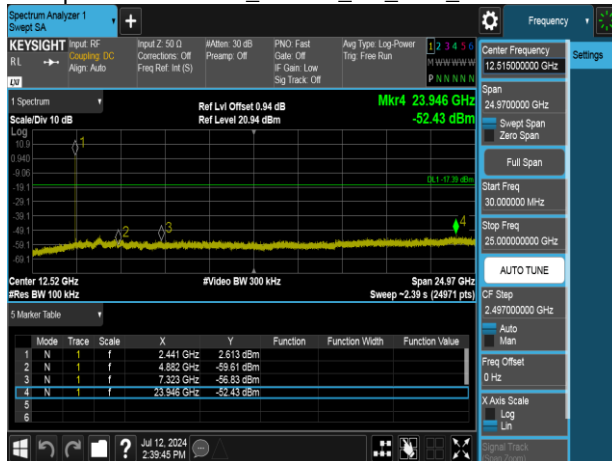 Spectrum Analyzer 1
Swept SA
Frequency
KEYSIGHT
RL
LXI
Input: RF
Coupling: DC
Align: Auto
Input Z: 50 Ω
Corrections: Off
Freq Ref: Int (S)
#Atten: 30 dB
Preamp: Off
PNO: Fast
Gate: Off
IF Gain: Low
Sig Track: Off
Avg Type: Log-Power
Trig: Free Run
1 2 3 4 5 6
M W W W W W
P N N N N N
1 Spectrum
Scale/Div 10 dB
Log
Ref Lvl Offset 0.94 dB
Ref Level 20.94 dBm
Mkr4 23.946 GHz
-52.43 dBm
10.9
0.940
-9.06
-19.1
-29.1
-39.1
-49.1
-59.1
-69.1
1
2
3
4
DL1 -17.39 dBm
Center 12.52 GHz
#Res BW 100 kHz
#Video BW 300 kHz
Span 24.97 GHz
Sweep ~2.39 s (24971 pts)
5 Marker Table
Mode Trace Scale X Y Function Function Width Function Value
1 N 1 f 2.441 GHz 2.613 dBm
2 N 1 f 4.882 GHz -59.61 dBm
3 N 1 f 7.323 GHz -56.83 dBm
4 N 1 f 23.946 GHz -52.43 dBm
5
6
Jul 12, 2024
2:39:45 PM
Center Frequency
12.515000000 GHz
Settings
Span
24.9700000 GHz
Swept Span
Zero Span
Full Span
Start Freq
30.000000 MHz
Stop Freq
25.000000000 GHz
AUTO TUNE
CF Step
2.497000000 GHz
Auto
Man
Freq Offset
0 Hz
X Axis Scale
Log
Lin
Signal Track
(Span Zoom)